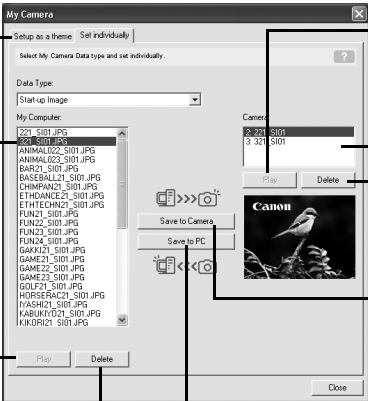 My Camera
Setup as a theme Set individually
Select My Camera Data type and set individually.
?
Data Type:
Start-up Image
My Computer:
221_SI01.JPG
321_SI01.JPG
ANIMAL022_SI01.JPG
ANIMAL023_SI01.JPG
BAR21_SI01.JPG
BASEBALL21_SI01.JPG
CHIMPAN21_SI01.JPG
ETHDANCE21_SI01.JPG
ETHTECHN21_SI01.JPG
FUN21_SI01.JPG
FUN22_SI01.JPG
FUN23_SI01.JPG
FUN24_SI01.JPG
GAKKI21_SI01.JPG
GAME21_SI01.JPG
GAME22_SI01.JPG
GAME23_SI01.JPG
GOLF21_SI01.JPG
HORSERAC21_SI01.JPG
IYASHI21_SI01.JPG
KABUKIYO21_SI01.JPG
KIKORI21_SI01.JPG
Play Delete
>>>
Save to Camera
Save to PC
<<<
Camera
2: 221_SI01
3: 321_SI01
Play Delete
Canon
Close